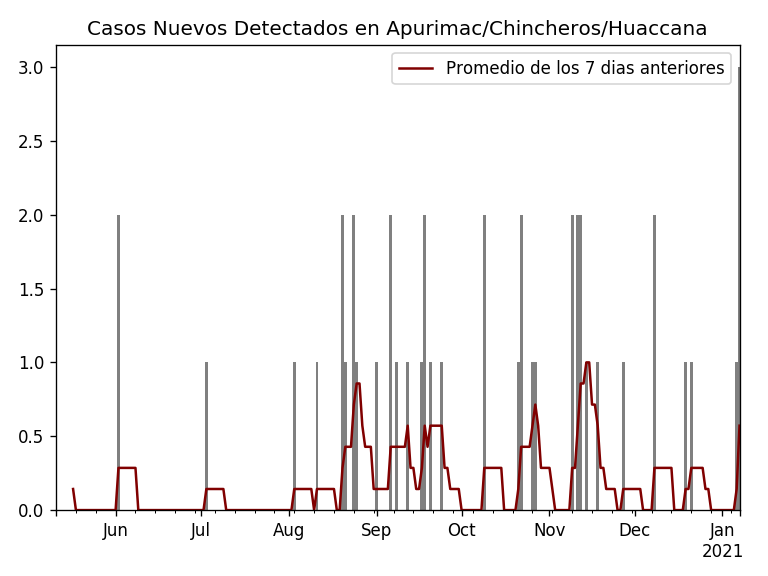 Casos Nuevos Detectados en Apurimac/Chincheros/Huaccana
Promedio de los 7 dias anteriores
3.0
2.5
2.0
1.5
1.0
0.5
0.0
Jun Jul Aug Sep Oct Nov Dec Jan
2021